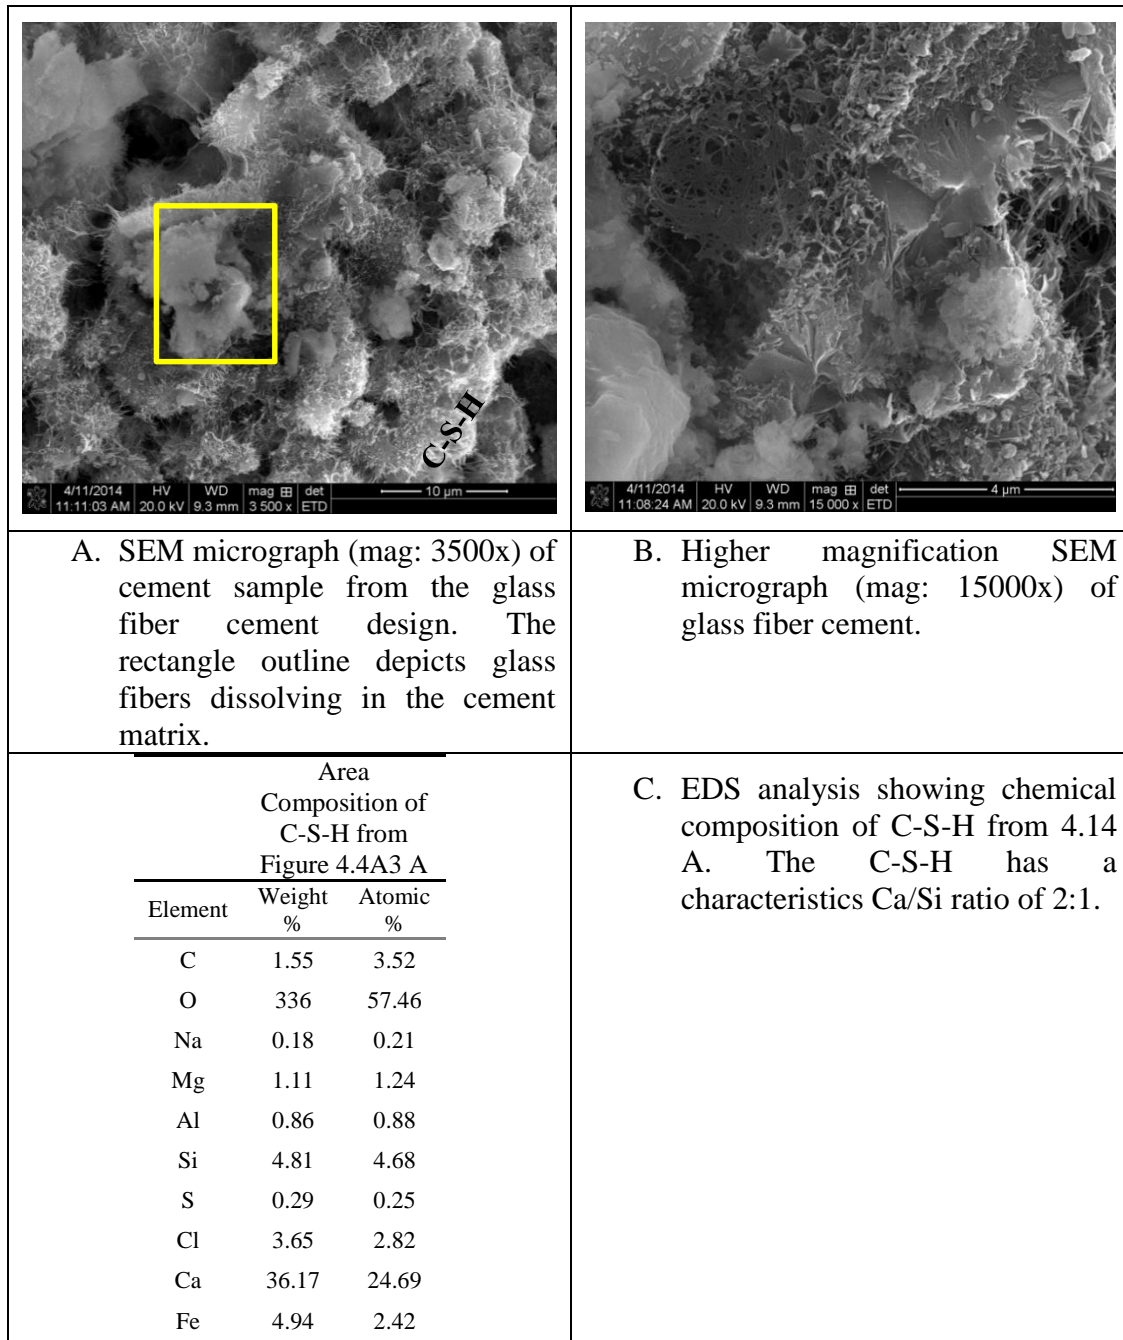 C-S-H
4/11/2014 HV WD mag ⊞ det 10 µm
11:11:03 AM 20.0 kV 9.3 mm 3 500 x ETD
4/11/2014 HV WD mag ⊞ det 4 µm
11:08:24 AM 20.0 kV 9.3 mm 15 000 x ETD
A. SEM micrograph (mag: 3500x) of
cement sample from the glass
fiber cement design. The
rectangle outline depicts glass
fibers dissolving in the cement
matrix.
B. Higher magnification SEM
micrograph (mag: 15000x) of
glass fiber cement.
Area
Composition of
C-S-H from
Figure 4.4A3 A
Element Weight % Atomic %
C 1.55 3.52
O 336 57.46
Na 0.18 0.21
Mg 1.11 1.24
Al 0.86 0.88
Si 4.81 4.68
S 0.29 0.25
Cl 3.65 2.82
Ca 36.17 24.69
Fe 4.94 2.42
C. EDS analysis showing chemical
composition of C-S-H from 4.14
A. The C-S-H has a
characteristics Ca/Si ratio of 2:1.